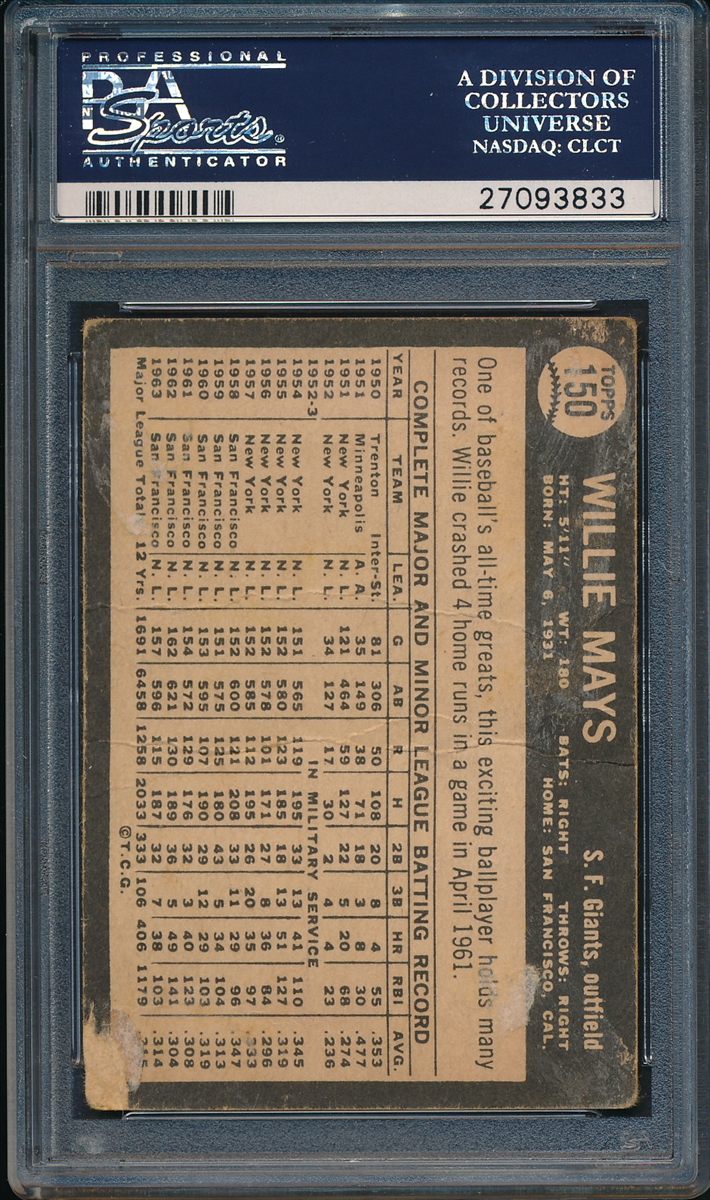 PROFESSIONAL
PSA
Sports®
AUTHENTICATOR
A DIVISION OF
COLLECTORS
UNIVERSE
NASDAQ: CLCT
27093833
TOPPS
150
WILLIE MAYS S. F. Giants, outfield
HT: 5'11" WT: 180 BATS: RIGHT THROWS: RIGHT
BORN: MAY 6, 1931 HOME: SAN FRANCISCO, CAL.
One of baseball's all-time greats, this exciting ballplayer holds many
records. Willie crashed 4 home runs in a game in April 1961.
COMPLETE MAJOR AND MINOR LEAGUE BATTING RECORD
YEAR TEAM LEA. G AB R H 2B 3B HR RBI AVG.
1950 Trenton Inter-St. 81 306 50 108 20 8 4 55 .353
1951 Minneapolis A. A. 35 149 38 71 18 3 8 30 .477
1951 New York N. L. 121 464 59 127 22 5 20 68 .274
1952 New York N. L. 34 127 17 30 2 4 4 23 .236
1952-3 IN MILITARY SERVICE
1954 New York N. L. 151 565 119 195 33 13 41 110 .345
1955 New York N. L. 152 580 123 185 18 13 51 127 .319
1956 New York N. L. 152 578 101 171 27 8 36 84 .296
1957 New York N. L. 152 585 112 195 26 20 35 97 .333
1958 San Francisco N. L. 152 600 121 208 33 11 29 96 .347
1959 San Francisco N. L. 151 575 125 180 43 5 34 104 .313
1960 San Francisco N. L. 153 595 107 190 29 12 29 103 .319
1961 San Francisco N. L. 154 572 129 176 32 3 40 123 .308
1962 San Francisco N. L. 162 621 130 189 36 5 49 141 .304
1963 San Francisco N. L. 157 596 115 187 32 7 38 103 .314
Major League Total 12 Yrs. 1691 6458 1258 2033 333 106 406 1179
©T.C.G.